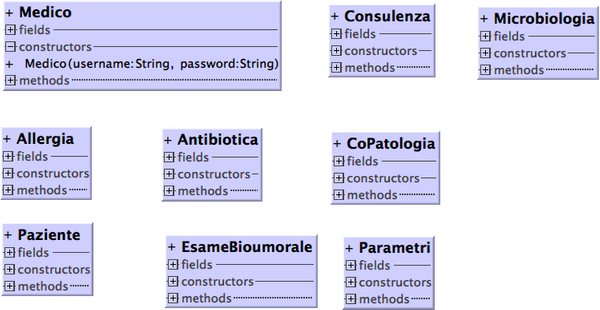 + Medico
+ fields
- constructors
+ Medico(username:String, password:String)
+ methods
+ Consulenza
+ fields
+ constructors
+ methods
+ Microbiologia
+ fields
+ constructors
+ methods
+ Allergia
+ fields
+ constructors
+ methods
+ Antibiotica
+ fields
+ constructors
+ methods
+ CoPatologia
+ fields
+ constructors
+ methods
+ Paziente
+ fields
+ constructors
+ methods
+ EsameBioumorale
+ fields
+ constructors
+ methods
+ Parametri
+ fields
+ constructors
+ methods